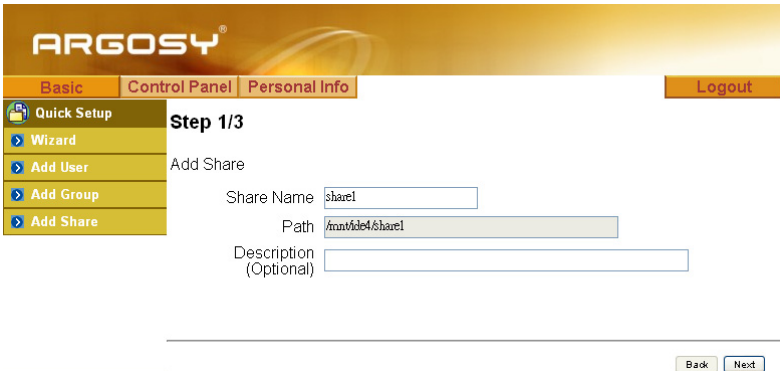 ARGOSY®
Basic
Control Panel
Personal Info
Logout
Quick Setup
Wizard
Add User
Add Group
Add Share
Step 1/3
Add Share
Share Name share1
Path /mnt/ide4/share1
Description
(Optional)
Back Next